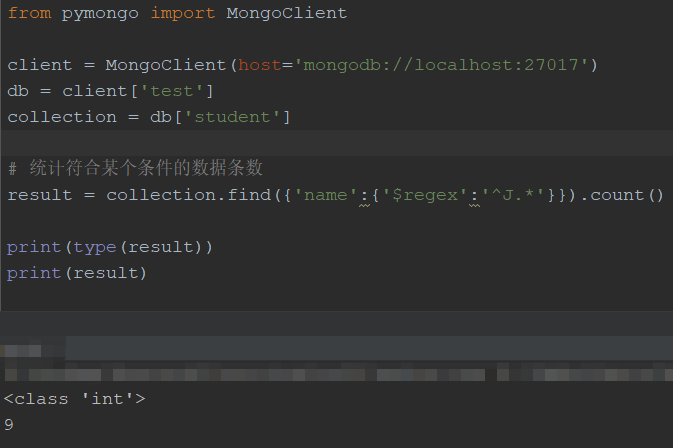 from pymongo import MongoClient
client = MongoClient(host='mongodb://localhost:27017')
db = client['test']
collection = db['student']
# 统计符合某个条件的数据条数
result = collection.find({'name':{'$regex':'^J.*'}}).count()
print(type(result))
print(result)
<class 'int'>
9